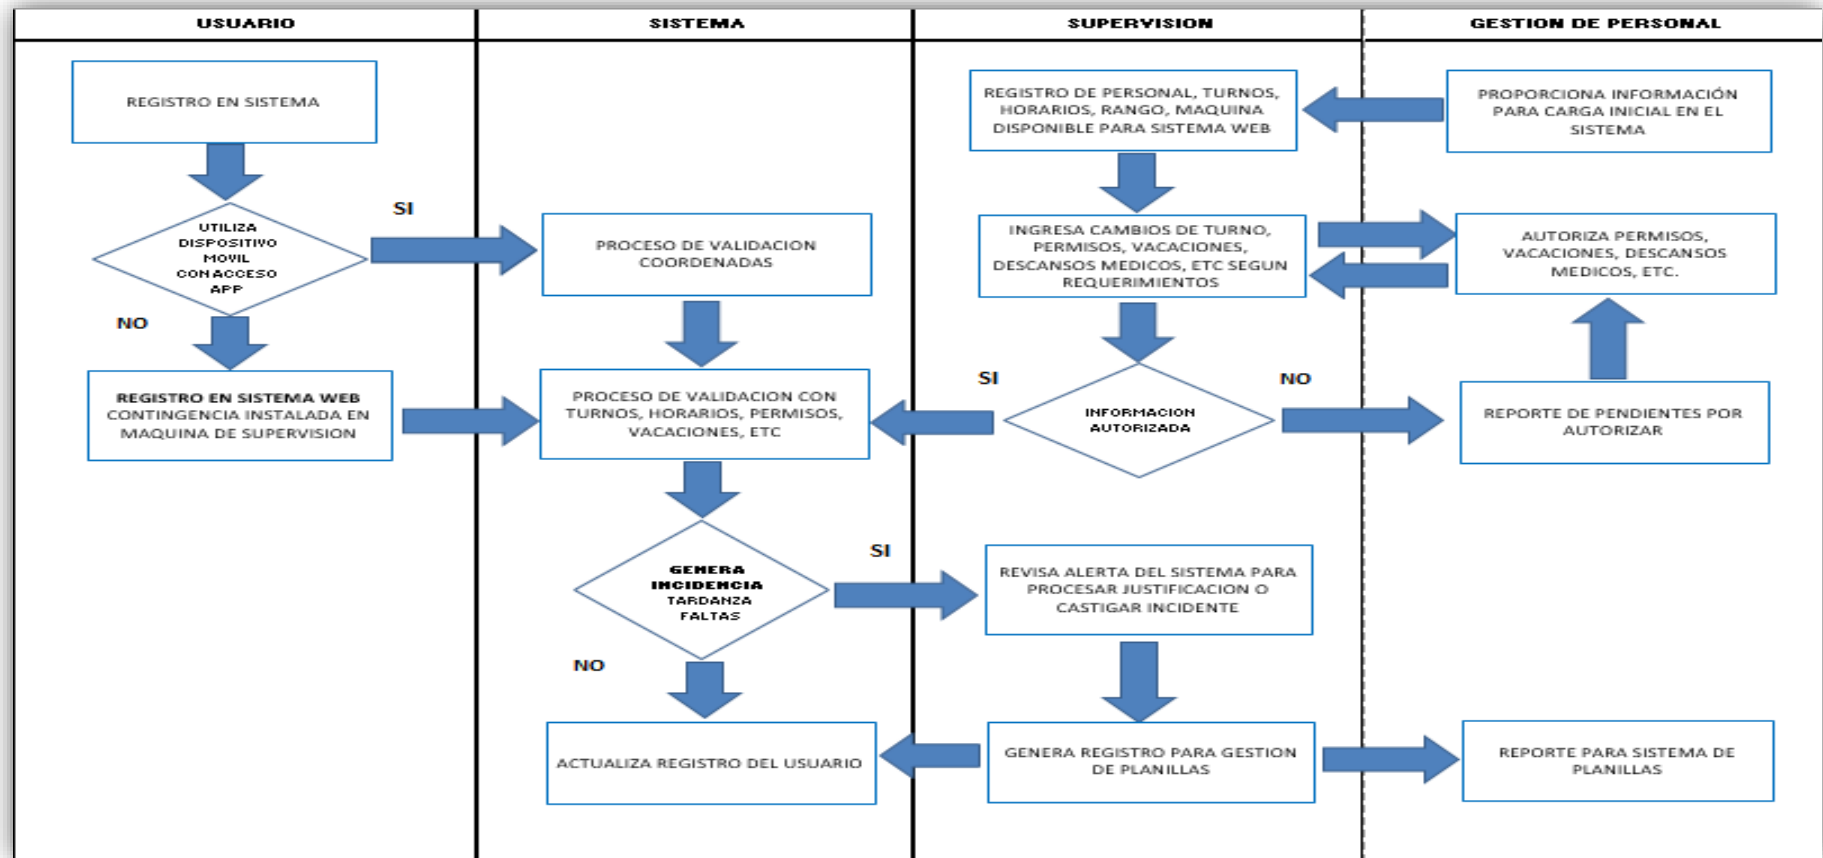 USUARIO
SISTEMA
SUPERVISION
GESTION DE PERSONAL
REGISTRO EN SISTEMA
UTILIZA
DISPOSITIVO
MOVIL
CON ACCESO
APP
SI
NO
REGISTRO EN SISTEMA WEB
CONTINGENCIA INSTALADA EN
MAQUINA DE SUPERVISION
PROCESO DE VALIDACION
COORDENADAS
PROCESO DE VALIDACION CON
TURNOS, HORARIOS, PERMISOS,
VACACIONES, ETC
GENERA
INCIDENCIA
TARDANZA
FALTAS
SI
NO
ACTUALIZA REGISTRO DEL USUARIO
REGISTRO DE PERSONAL, TURNOS,
HORARIOS, RANGO, MAQUINA
DISPONIBLE PARA SISTEMA WEB
INGRESA CAMBIOS DE TURNO,
PERMISOS, VACACIONES,
DESCANSOS MEDICOS, ETC SEGUN
REQUERIMIENTOS
SI
INFORMACION
AUTORIZADA
NO
REVISA ALERTA DEL SISTEMA PARA
PROCESAR JUSTIFICACION O
CASTIGAR INCIDENTE
GENERA REGISTRO PARA GESTION
DE PLANILLAS
PROPORCIONA INFORMACIÓN
PARA CARGA INICIAL EN EL
SISTEMA
AUTORIZA PERMISOS,
VACACIONES, DESCANSOS
MEDICOS, ETC.
REPORTE DE PENDIENTES POR
AUTORIZAR
REPORTE PARA SISTEMA DE
PLANILLAS